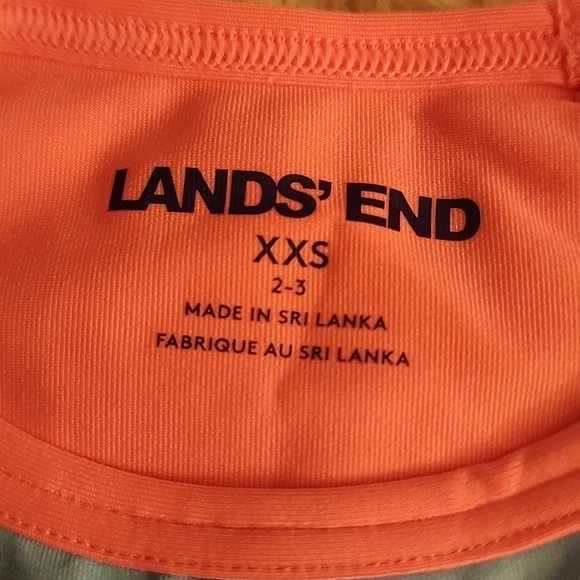 LANDS' END
XXS
2-3
MADE IN SRI LANKA
FABRIQUE AU SRI LANKA